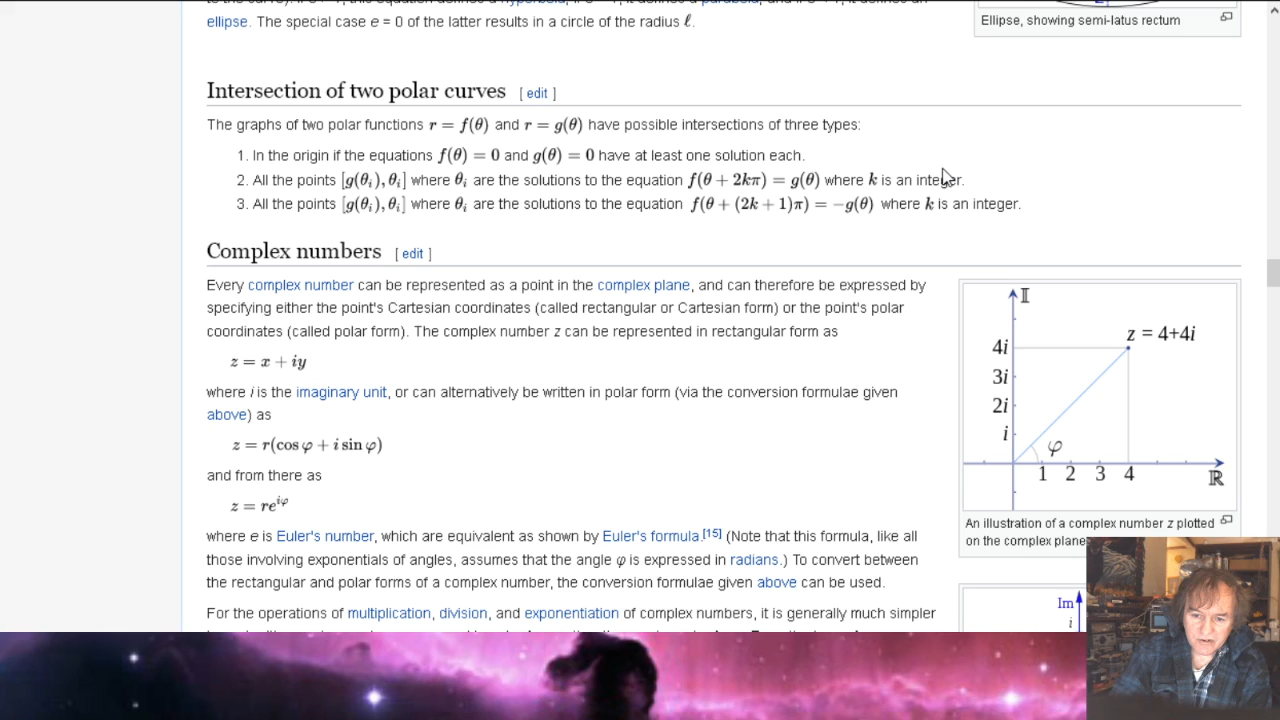 ellipse. The special case e = 0 of the latter results in a circle of the radius ℓ.
Ellipse, showing semi-latus rectum
Intersection of two polar curves [ edit ]
The graphs of two polar functions r = f(θ) and r = g(θ) have possible intersections of three types:
1. In the origin if the equations f(θ) = 0 and g(θ) = 0 have at least one solution each.
2. All the points [g(θi), θi] where θi are the solutions to the equation f(θ + 2kπ) = g(θ) where k is an integer.
3. All the points [g(θi), θi] where θi are the solutions to the equation f(θ + (2k + 1)π) = −g(θ) where k is an integer.
Complex numbers [ edit ]
Every complex number can be represented as a point in the complex plane, and can therefore be expressed by
specifying either the point's Cartesian coordinates (called rectangular or Cartesian form) or the point's polar
coordinates (called polar form). The complex number z can be represented in rectangular form as
z = x + iy
where i is the imaginary unit, or can alternatively be written in polar form (via the conversion formulae given
above) as
z = r(cos φ + i sin φ)
and from there as
z = re^iφ
where e is Euler's number, which are equivalent as shown by Euler's formula.[15] (Note that this formula, like all
those involving exponentials of angles, assumes that the angle φ is expressed in radians.) To convert between
the rectangular and polar forms of a complex number, the conversion formulae given above can be used.
For the operations of multiplication, division, and exponentiation of complex numbers, it is generally much simpler
𝕀
z = 4+4i
4i
3i
2i
i
φ
1 2 3 4
ℝ
An illustration of a complex number z plotted
on the complex plane
Im
i